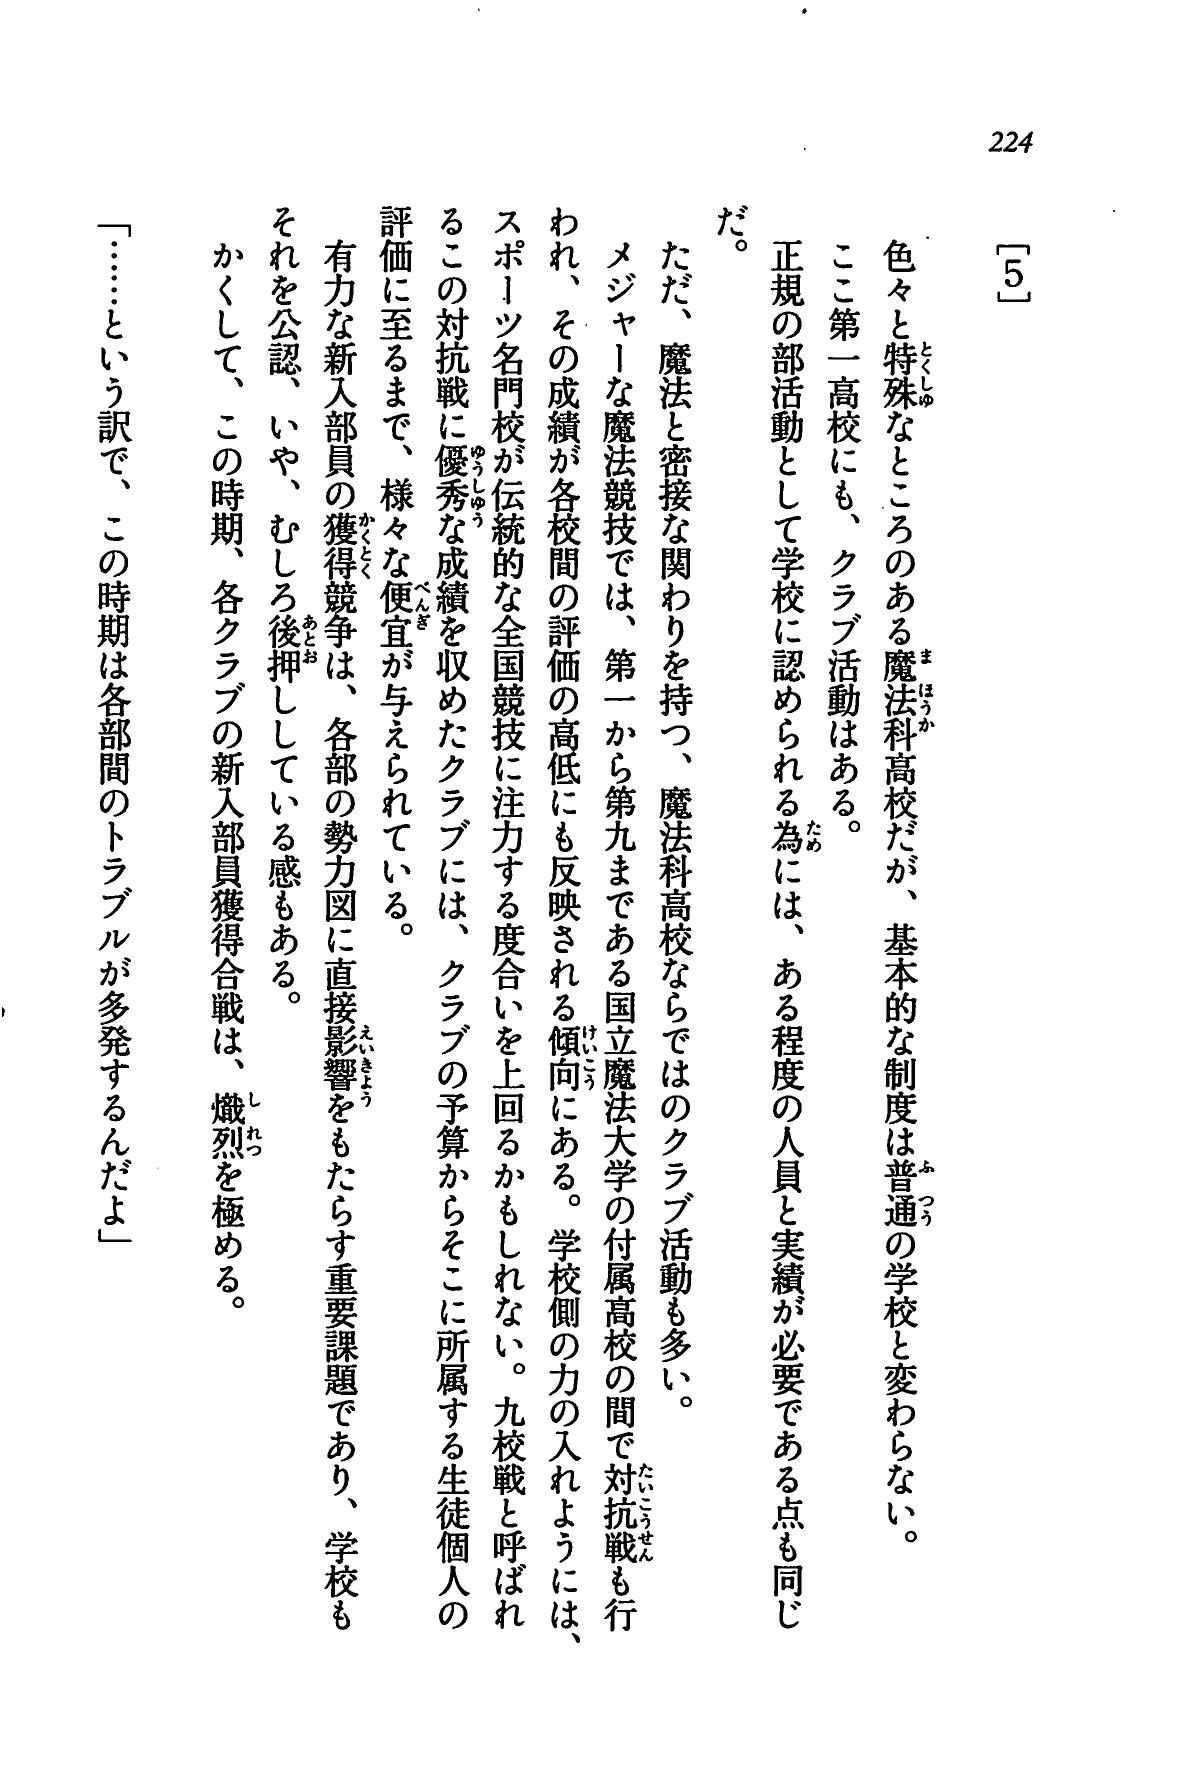 224
[5]
色々と特殊なところのある魔法科高校だが、基本的な制度は普通の学校と変わらない。
ここ第一高校にも、クラブ活動はある。
正規の部活動として学校に認められる為には、ある程度の人員と実績が必要である点も同じ
だ。
ただ、魔法と密接な関わりを持つ、魔法科高校ならではのクラブ活動も多い。
メジャーな魔法競技では、第一から第九まである国立魔法大学の付属高校の間で対抗戦も行
われ、その成績が各校間の評価の高低にも反映される傾向にある。学校側の力の入れようには、
スポーツ名門校が伝統的な全国競技に注力する度合いを上回るかもしれない。九校戦と呼ばれ
るこの対抗戦に優秀な成績を収めたクラブには、クラブの予算からそこに所属する生徒個人の
評価に至るまで、様々な便宜が与えられている。
有力な新入部員の獲得競争は、各部の勢力図に直接影響をもたらす重要課題であり、学校も
それを公認、いや、むしろ後押ししている感もある。
かくして、この時期、各クラブの新入部員獲得合戦は、熾烈を極める。
「……という訳で、この時期は各部間のトラブルが多発するんだよ」